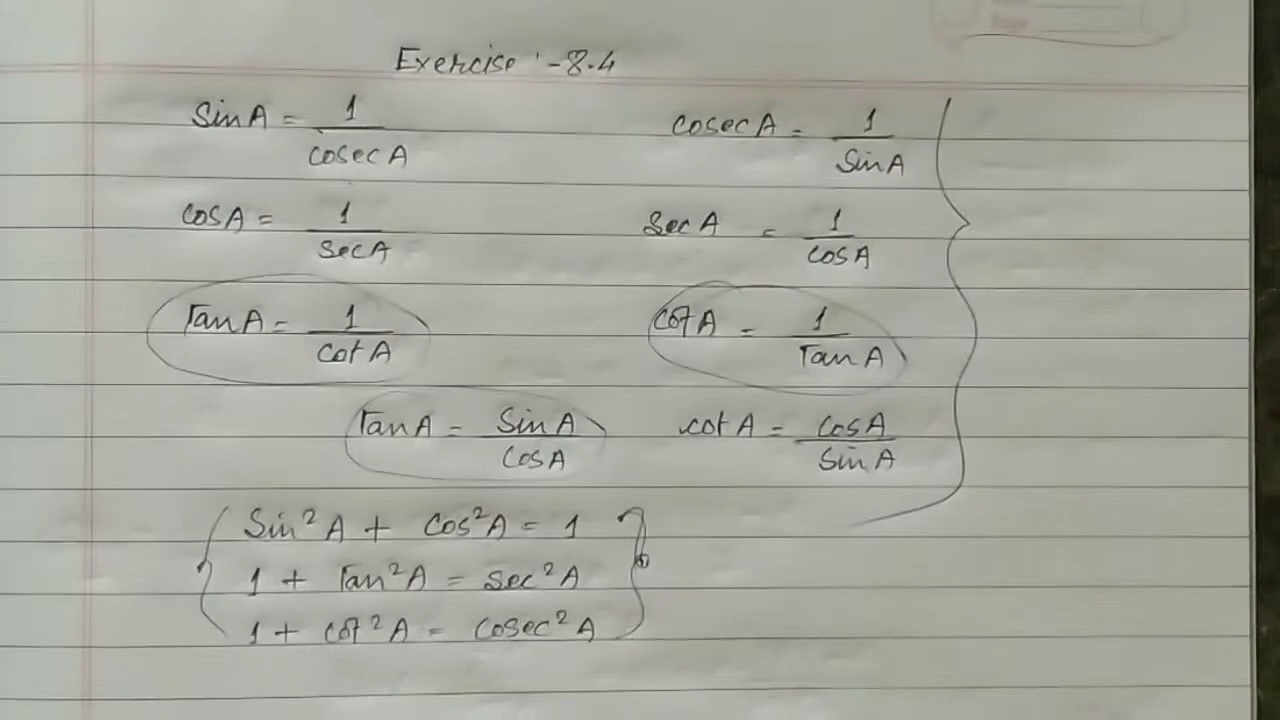 Exercise :-8.4
SinA = 1/cosecA    cosecA = 1/SinA
cosA = 1/secA    Sec A = 1/cosA
TanA = 1/cotA    cotA = 1/TanA
TanA = SinA/cosA    cotA = cosA/SinA
Sin²A + cos²A = 1
1 + Tan²A = sec²A
1 + cot²A = cosec²A